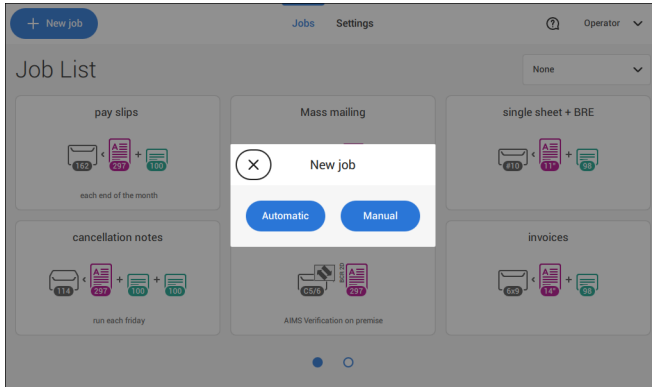 New job
Jobs
Settings
Operator
Job List
None
pay slips
162
A
297
100
each end of the month
Mass mailing
single sheet + BRE
#10
A
11"
98
New job
Automatic
Manual
cancellation notes
114
A
297
100
100
run each friday
C5/6
BCR 2D
A
297
AIMS Verification on premise
invoices
6x9
A
14"
98